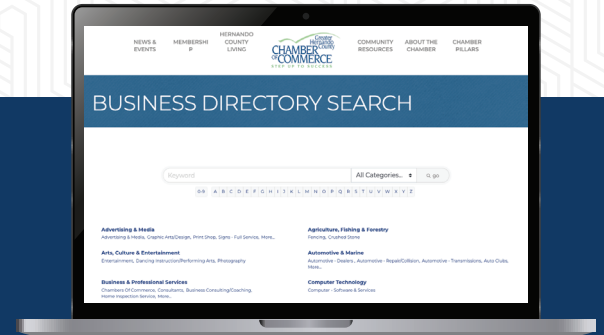 NEWS &
EVENTS
MEMBERSHI
P
HERNANDO
COUNTY
LIVING
Greater
Hernando
County
CHAMBER
OF COMMERCE
STEP UP TO SUCCESS
COMMUNITY
RESOURCES
ABOUT THE
CHAMBER
CHAMBER
PILLARS
BUSINESS DIRECTORY SEARCH
Keyword
All Categories...
go
0-9 A B C D E F G H I J K L M N O P Q R S T U V W X Y Z
Advertising & Media
Advertising & Media, Graphic Arts/Design, Print Shop, Signs - Full Service, More...
Agriculture, Fishing & Forestry
Fencing, Crushed Stone
Arts, Culture & Entertainment
Entertainment, Dancing Instruction/Performing Arts, Photography
Automotive & Marine
Automotive - Dealers, Automotive - Repair/Collision, Automotive - Transmissions, Auto Clubs,
More...
Business & Professional Services
Chambers Of Commerce, Consultants, Business Consulting/Coaching,
Home Inspection Service, More...
Computer Technology
Computer - Software & Services